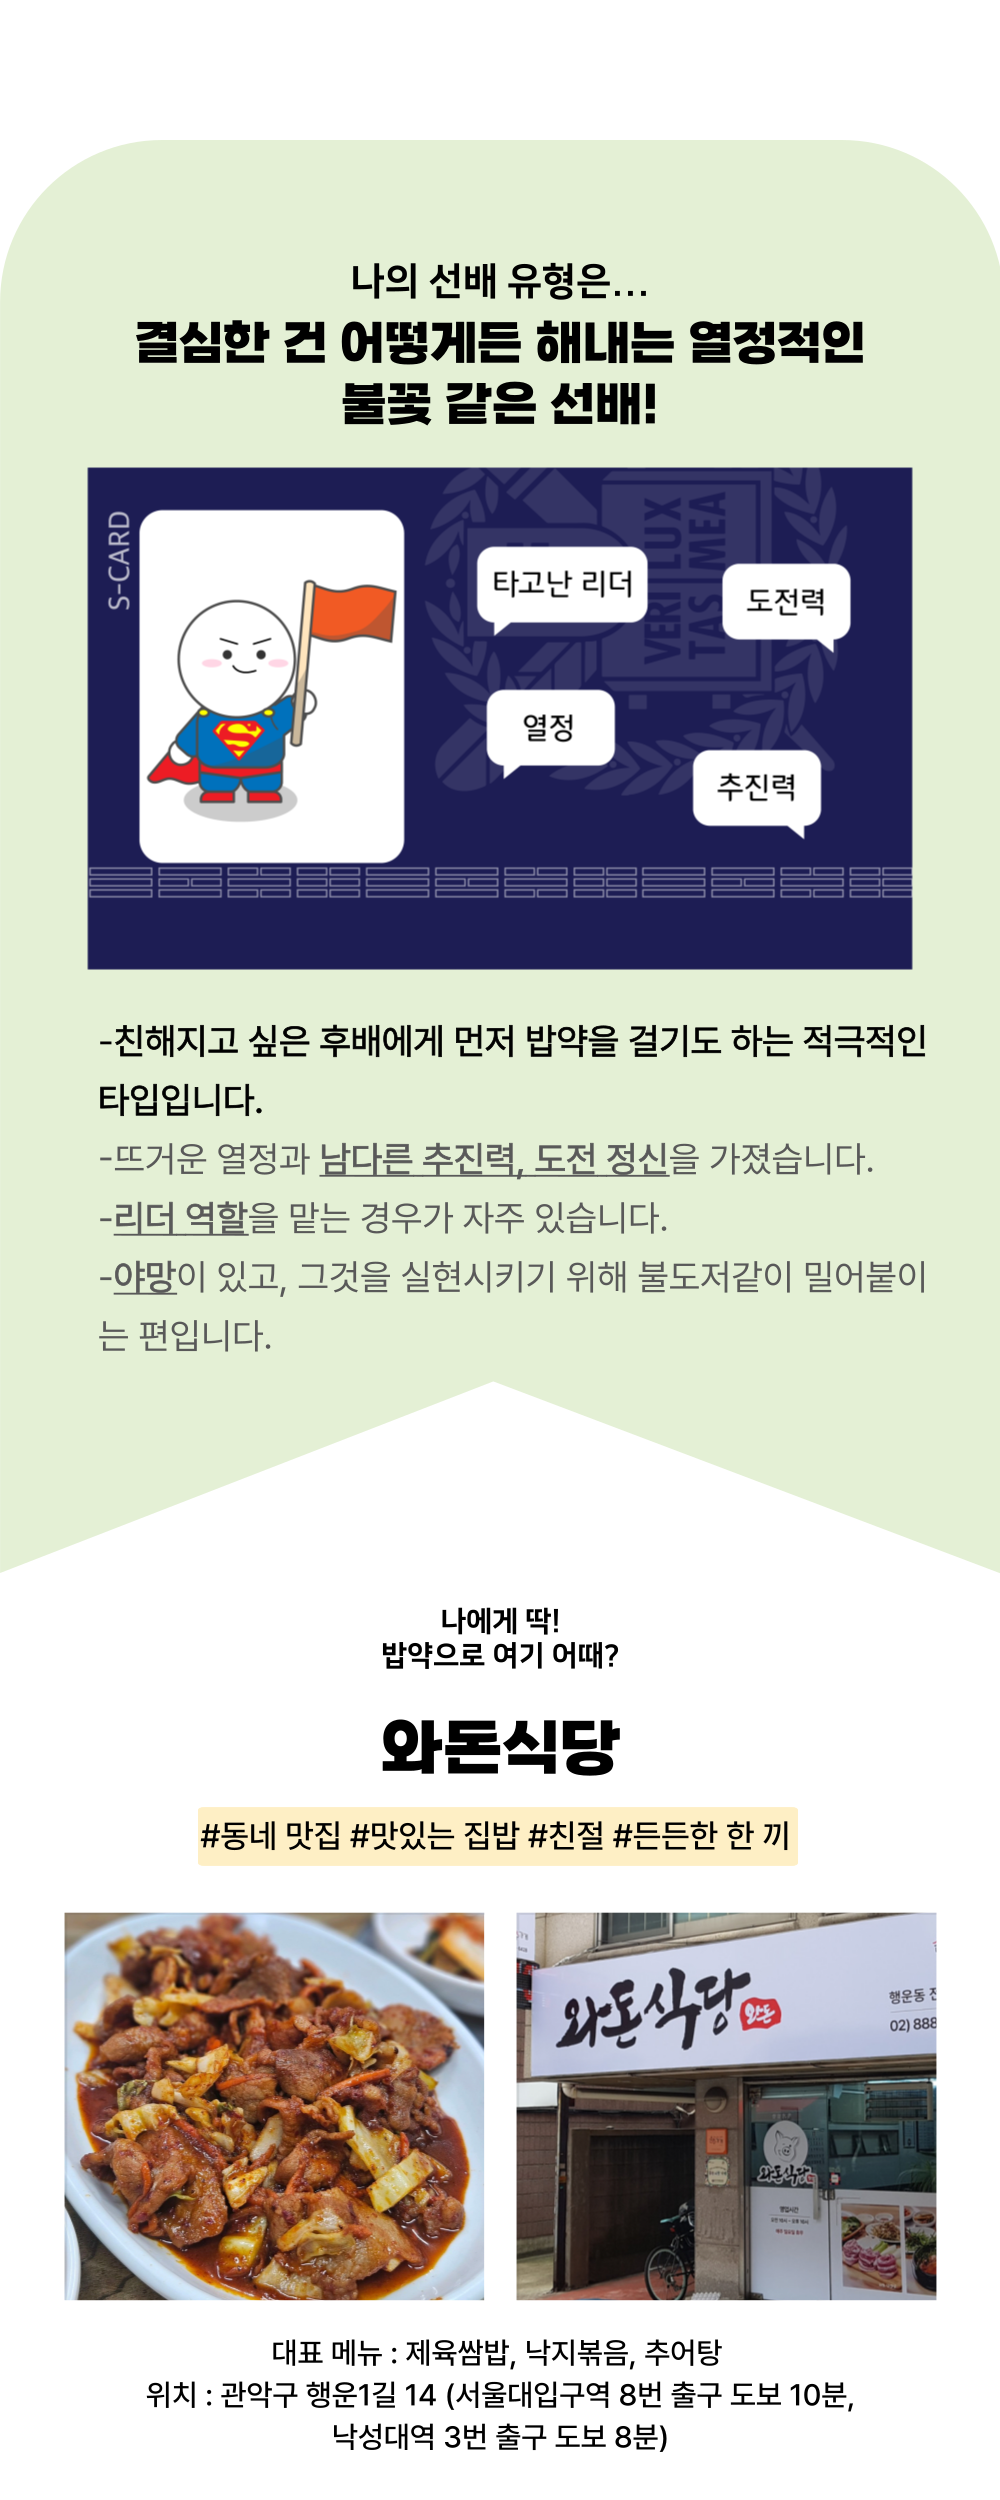 나의 선배 유형은...
결심한 건 어떻게든 해내는 열정적인
불꽃 같은 선배!
S-CARD
VERI LUX
TAS MEA
타고난 리더
도전력
열정
추진력
-친해지고 싶은 후배에게 먼저 밥약을 걸기도 하는 적극적인
타입입니다.
-뜨거운 열정과 남다른 추진력, 도전 정신을 가졌습니다.
-리더 역할을 맡는 경우가 자주 있습니다.
-야망이 있고, 그것을 실현시키기 위해 불도저같이 밀어붙이
는 편입니다.
나에게 딱!
밥약으로 여기 어때?
와돈식당
#동네 맛집 #맛있는 집밥 #친절 #든든한 한 끼
와돈식당 와돈
행운동
02) 888
와돈식당
영업시간
대표 메뉴 : 제육쌈밥, 낙지볶음, 추어탕
위치 : 관악구 행운1길 14 (서울대입구역 8번 출구 도보 10분,
낙성대역 3번 출구 도보 8분)